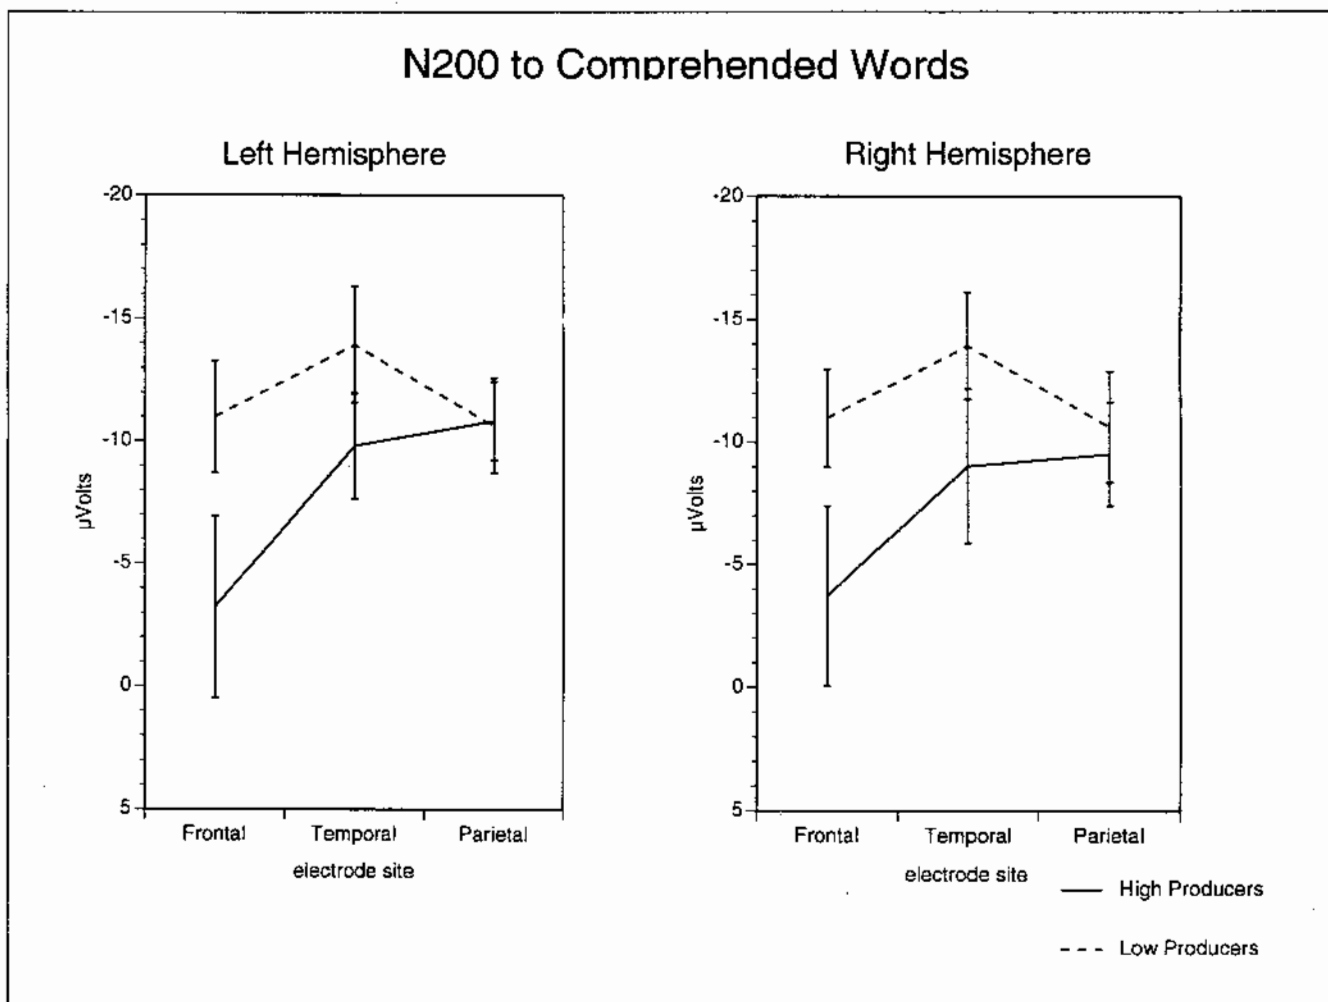 N200 to Comprehended Words
Left Hemisphere
-20
-15
-10
-5
0
5
µVolts
Frontal Temporal Parietal
electrode site
Right Hemisphere
-20
-15
-10
-5
0
5
µVolts
Frontal Temporal Parietal
electrode site
High Producers
Low Producers